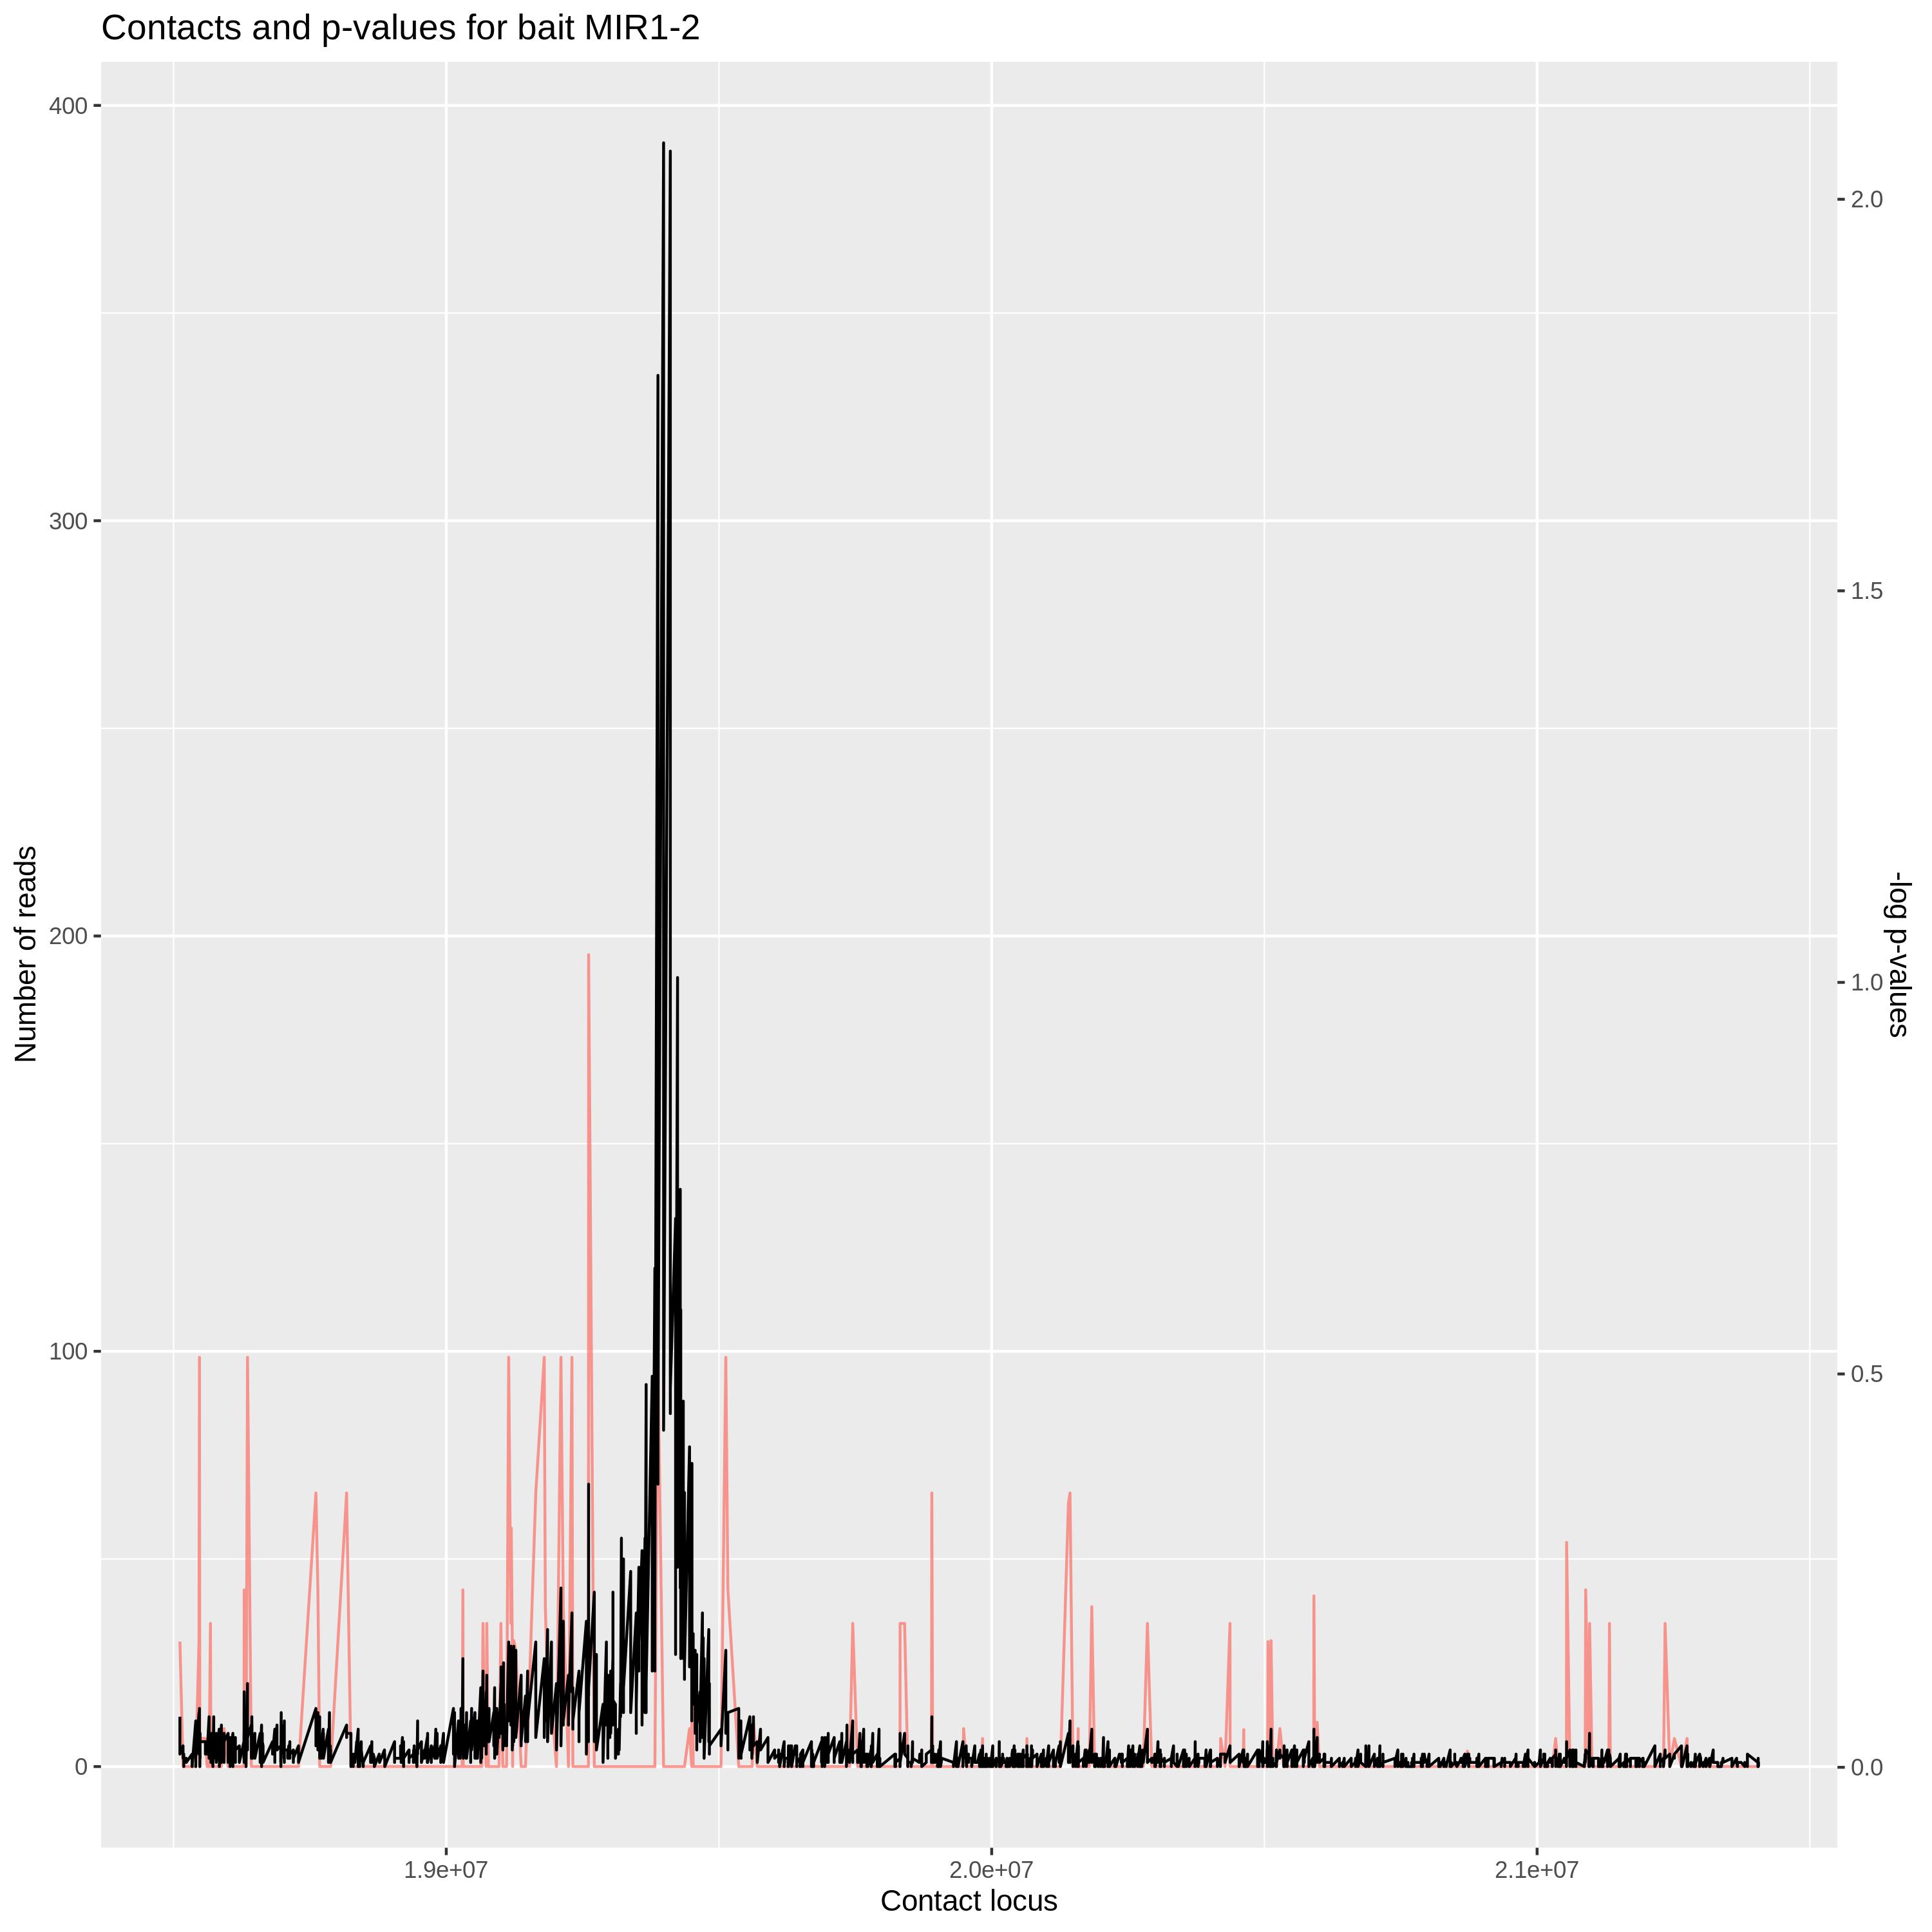 Contacts and p-values for bait MIR1-2
400
300
200
100
0
Number of reads
2.0
1.5
1.0
0.5
0.0
-log p-values
1.9e+07
2.0e+07
2.1e+07
Contact locus